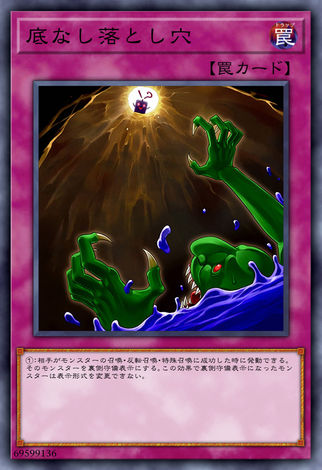 底なし落とし穴
トラップ
罠
【罠カード】
!?
①:相手がモンスターの召喚・反転召喚・特殊召喚に成功した時に発動できる。
そのモンスターを裏側守備表示にする。この効果で裏側守備表示になったモン
スターは表示形式を変更できない。
69599136